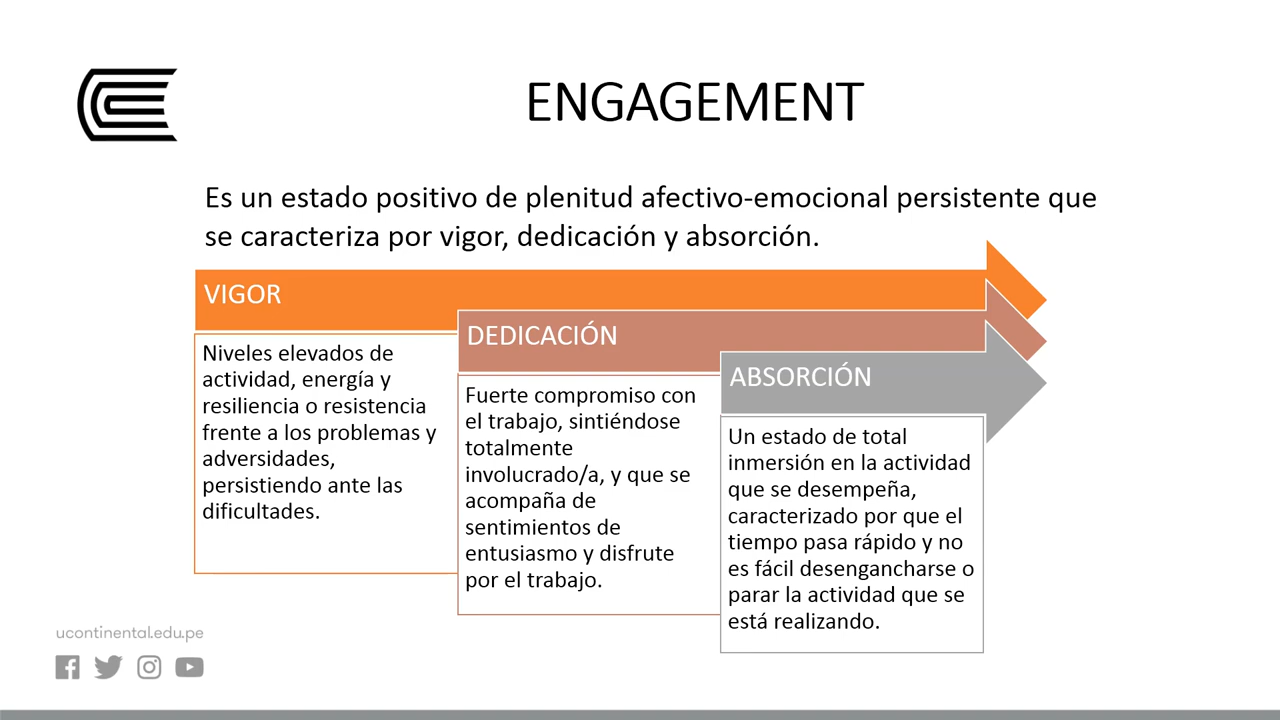 ENGAGEMENT
Es un estado positivo de plenitud afectivo-emocional persistente que
se caracteriza por vigor, dedicación y absorción.
VIGOR
Niveles elevados de
actividad, energía y
resiliencia o resistencia
frente a los problemas y
adversidades,
persistiendo ante las
dificultades.
DEDICACIÓN
Fuerte compromiso con
el trabajo, sintiéndose
totalmente
involucrado/a, y que se
acompaña de
sentimientos de
entusiasmo y disfrute
por el trabajo.
ABSORCIÓN
Un estado de total
inmersión en la actividad
que se desempeña,
caracterizado por que el
tiempo pasa rápido y no
es fácil desengancharse o
parar la actividad que se
está realizando.
ucontinental.edu.pe